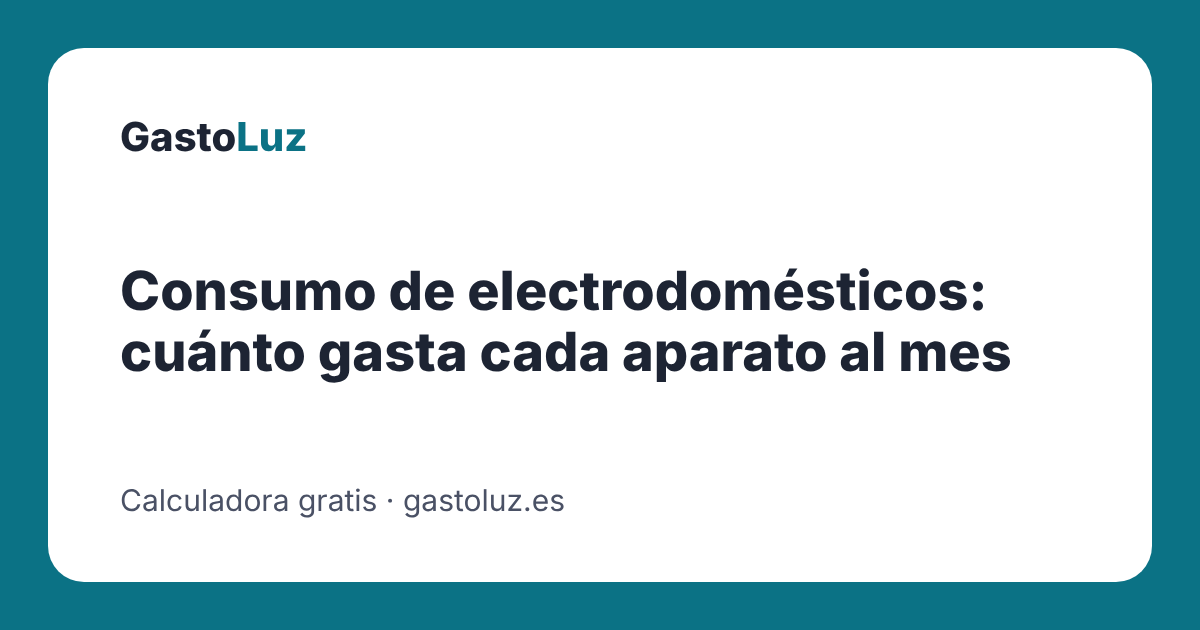 GastoLuz
Consumo de electrodomésticos:
cuánto gasta cada aparato al mes
Calculadora gratis · gastoluz.es